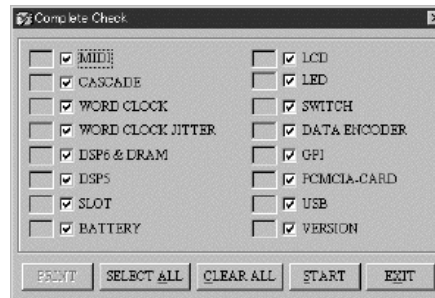 Complete Check
MIDI
CASCADE
WORD CLOCK
WORD CLOCK JITTER
DSP6 & DRAM
DSP5
SLOT
BATTERY
LCD
LED
SWITCH
DATA ENCODER
GPI
PCMCIA-CARD
USB
VERSION
PRINT SELECT ALL CLEAR ALL START EXIT